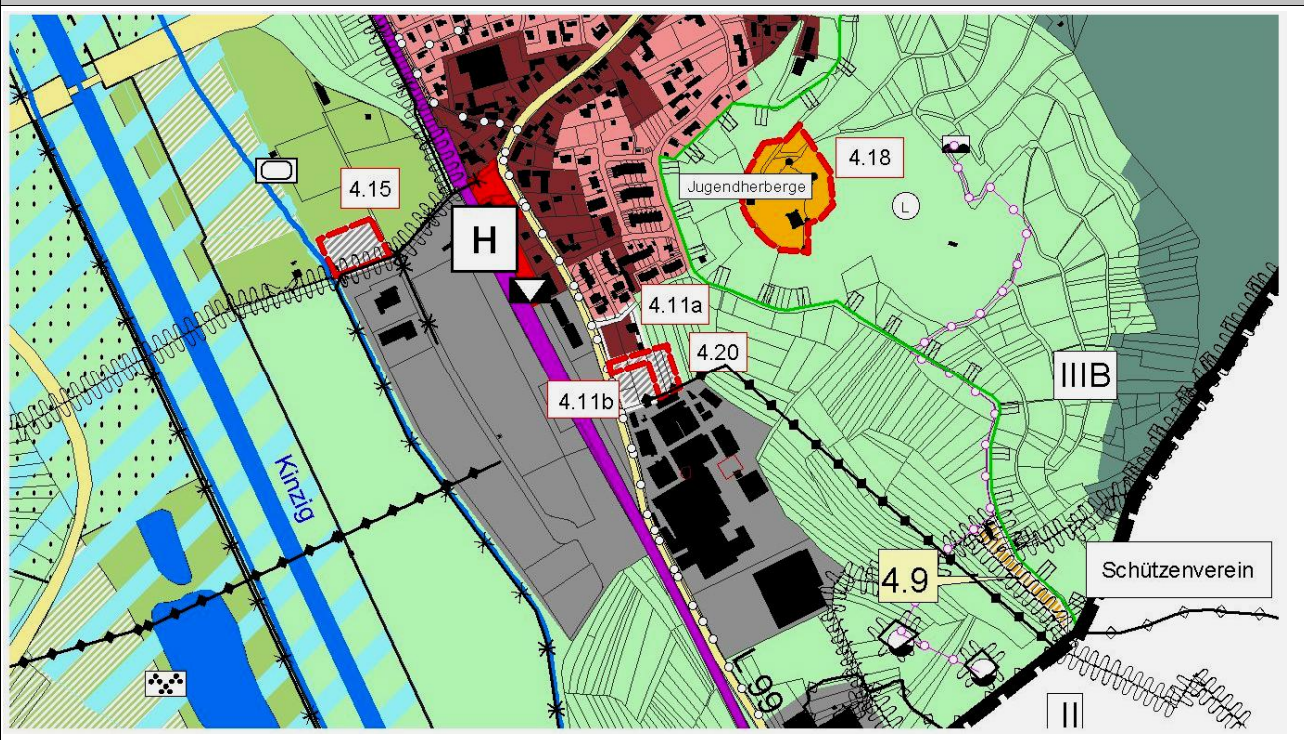 4.15
H
4.18
Jugendherberge
L
4.11a
4.20
4.11b
IIIB
Kinzig
4.9
Schützenverein
L 99
II